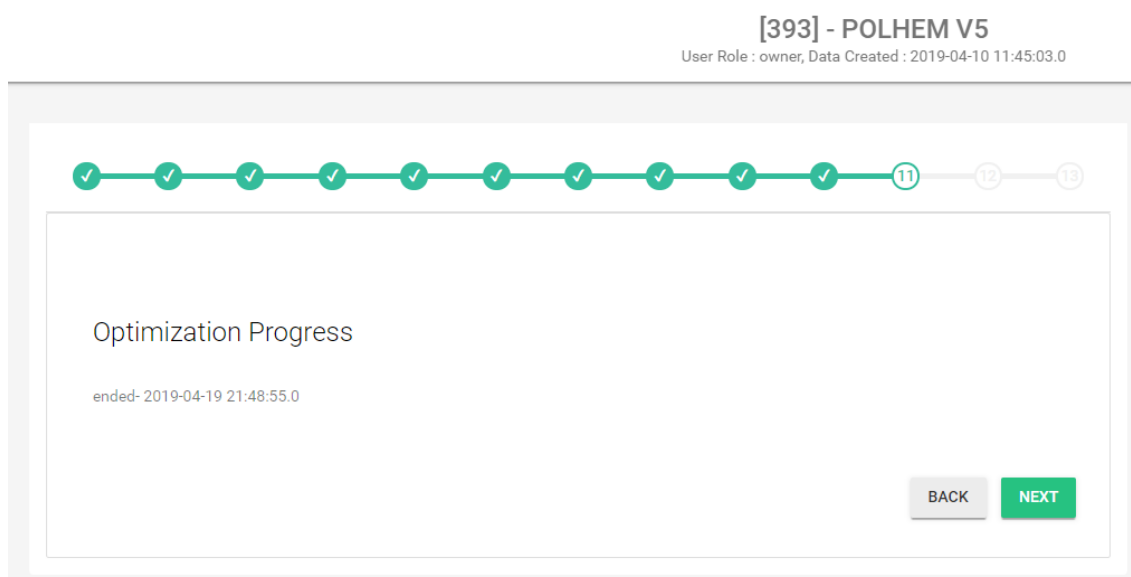 [393] - POLHEM V5
User Role : owner, Data Created : 2019-04-10 11:45:03.0
11 12 13
Optimization Progress
ended- 2019-04-19 21:48:55.0
BACK NEXT